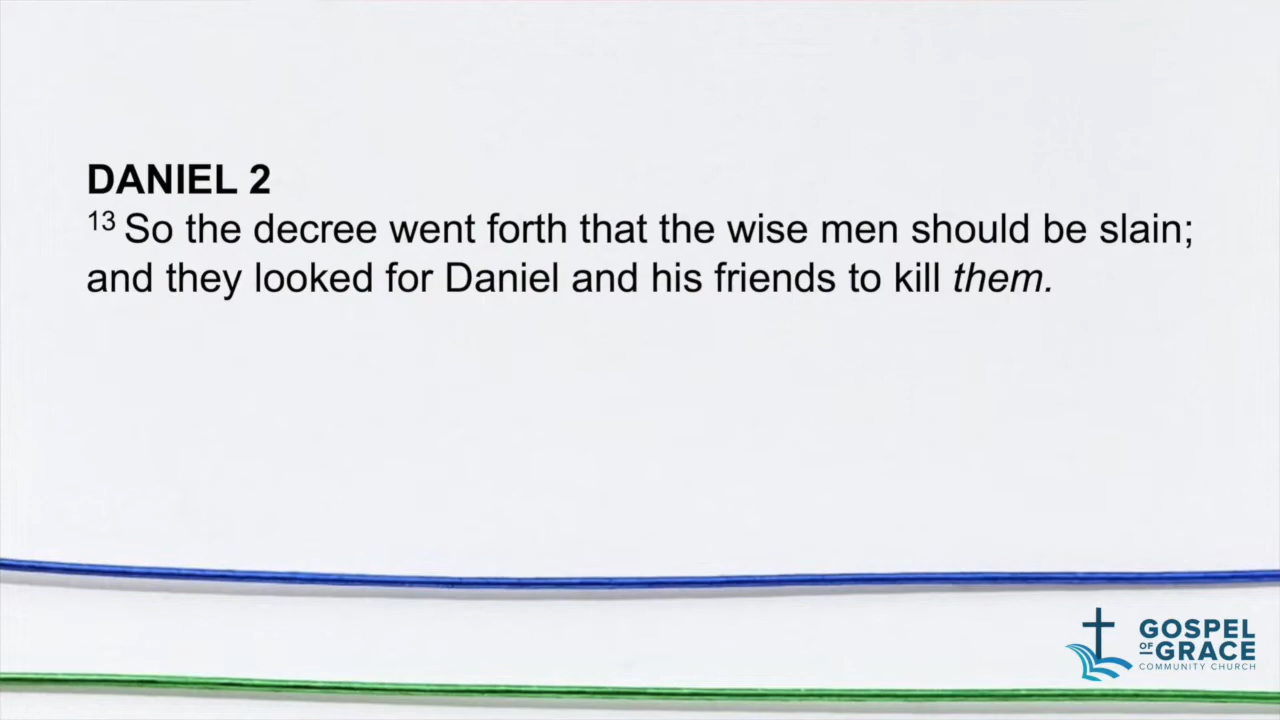 DANIEL 2
13 So the decree went forth that the wise men should be slain;
and they looked for Daniel and his friends to kill them.
GOSPEL
OF GRACE
COMMUNITY CHURCH